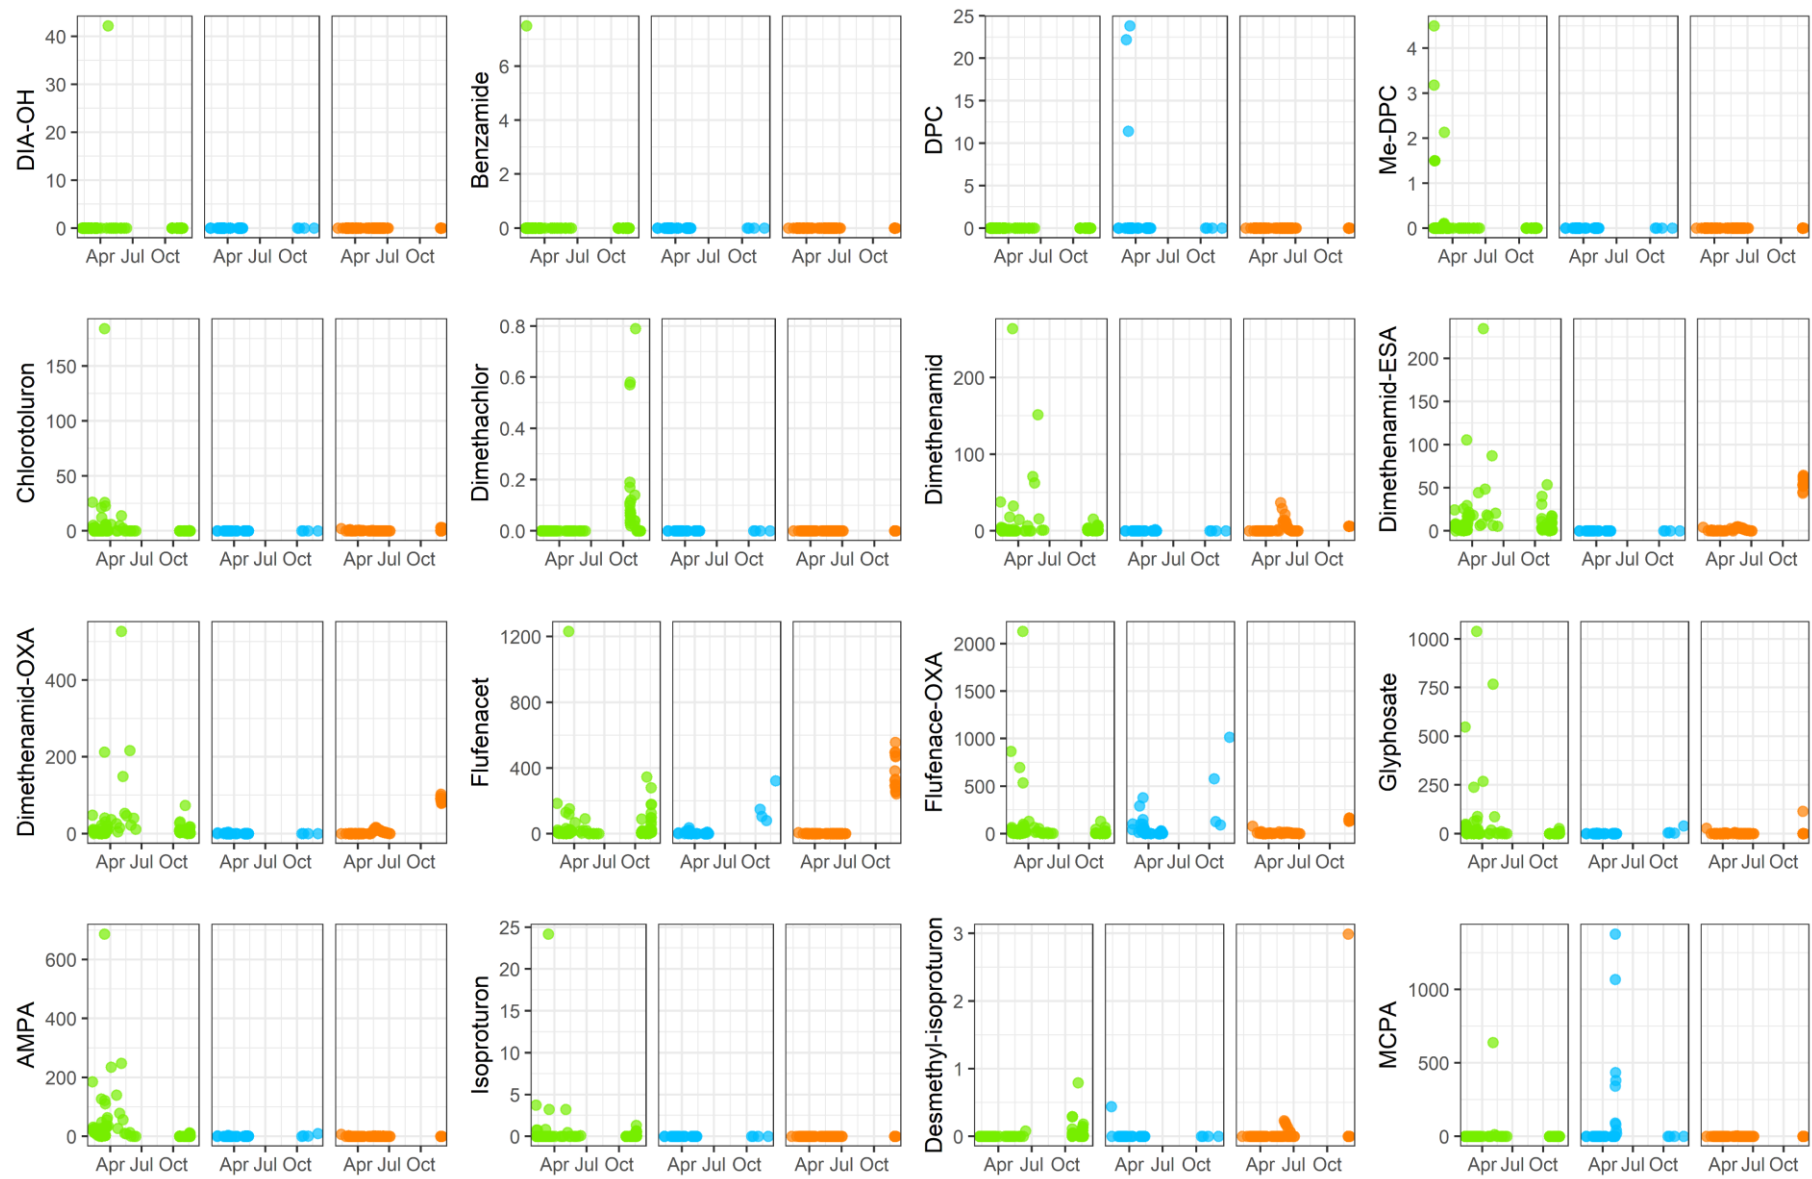 DIA-OH
40
30
20
10
0
Apr Jul Oct
Apr Jul Oct
Apr Jul Oct
Benzamide
6
4
2
0
Apr Jul Oct
Apr Jul Oct
Apr Jul Oct
DPC
25
20
15
10
5
0
Apr Jul Oct
Apr Jul Oct
Apr Jul Oct
Me-DPC
4
3
2
1
0
Apr Jul Oct
Apr Jul Oct
Apr Jul Oct
Chlorotoluron
150
100
50
0
Apr Jul Oct
Apr Jul Oct
Apr Jul Oct
Dimethachlor
0.8
0.6
0.4
0.2
0.0
Apr Jul Oct
Apr Jul Oct
Apr Jul Oct
Dimethenamid
200
100
0
Apr Jul Oct
Apr Jul Oct
Apr Jul Oct
Dimethenamid-ESA
200
150
100
50
0
Apr Jul Oct
Apr Jul Oct
Apr Jul Oct
Dimethenamid-OXA
400
200
0
Apr Jul Oct
Apr Jul Oct
Apr Jul Oct
Flufenacet
1200
800
400
0
Apr Jul Oct
Apr Jul Oct
Apr Jul Oct
Flufenace-OXA
2000
1500
1000
500
0
Apr Jul Oct
Apr Jul Oct
Apr Jul Oct
Glyphosate
1000
750
500
250
0
Apr Jul Oct
Apr Jul Oct
Apr Jul Oct
AMPA
600
400
200
0
Apr Jul Oct
Apr Jul Oct
Apr Jul Oct
Isoproturon
25
20
15
10
5
0
Apr Jul Oct
Apr Jul Oct
Apr Jul Oct
Desmethyl-isoproturon
3
2
1
0
Apr Jul Oct
Apr Jul Oct
Apr Jul Oct
MCPA
1000
500
0
Apr Jul Oct
Apr Jul Oct
Apr Jul Oct